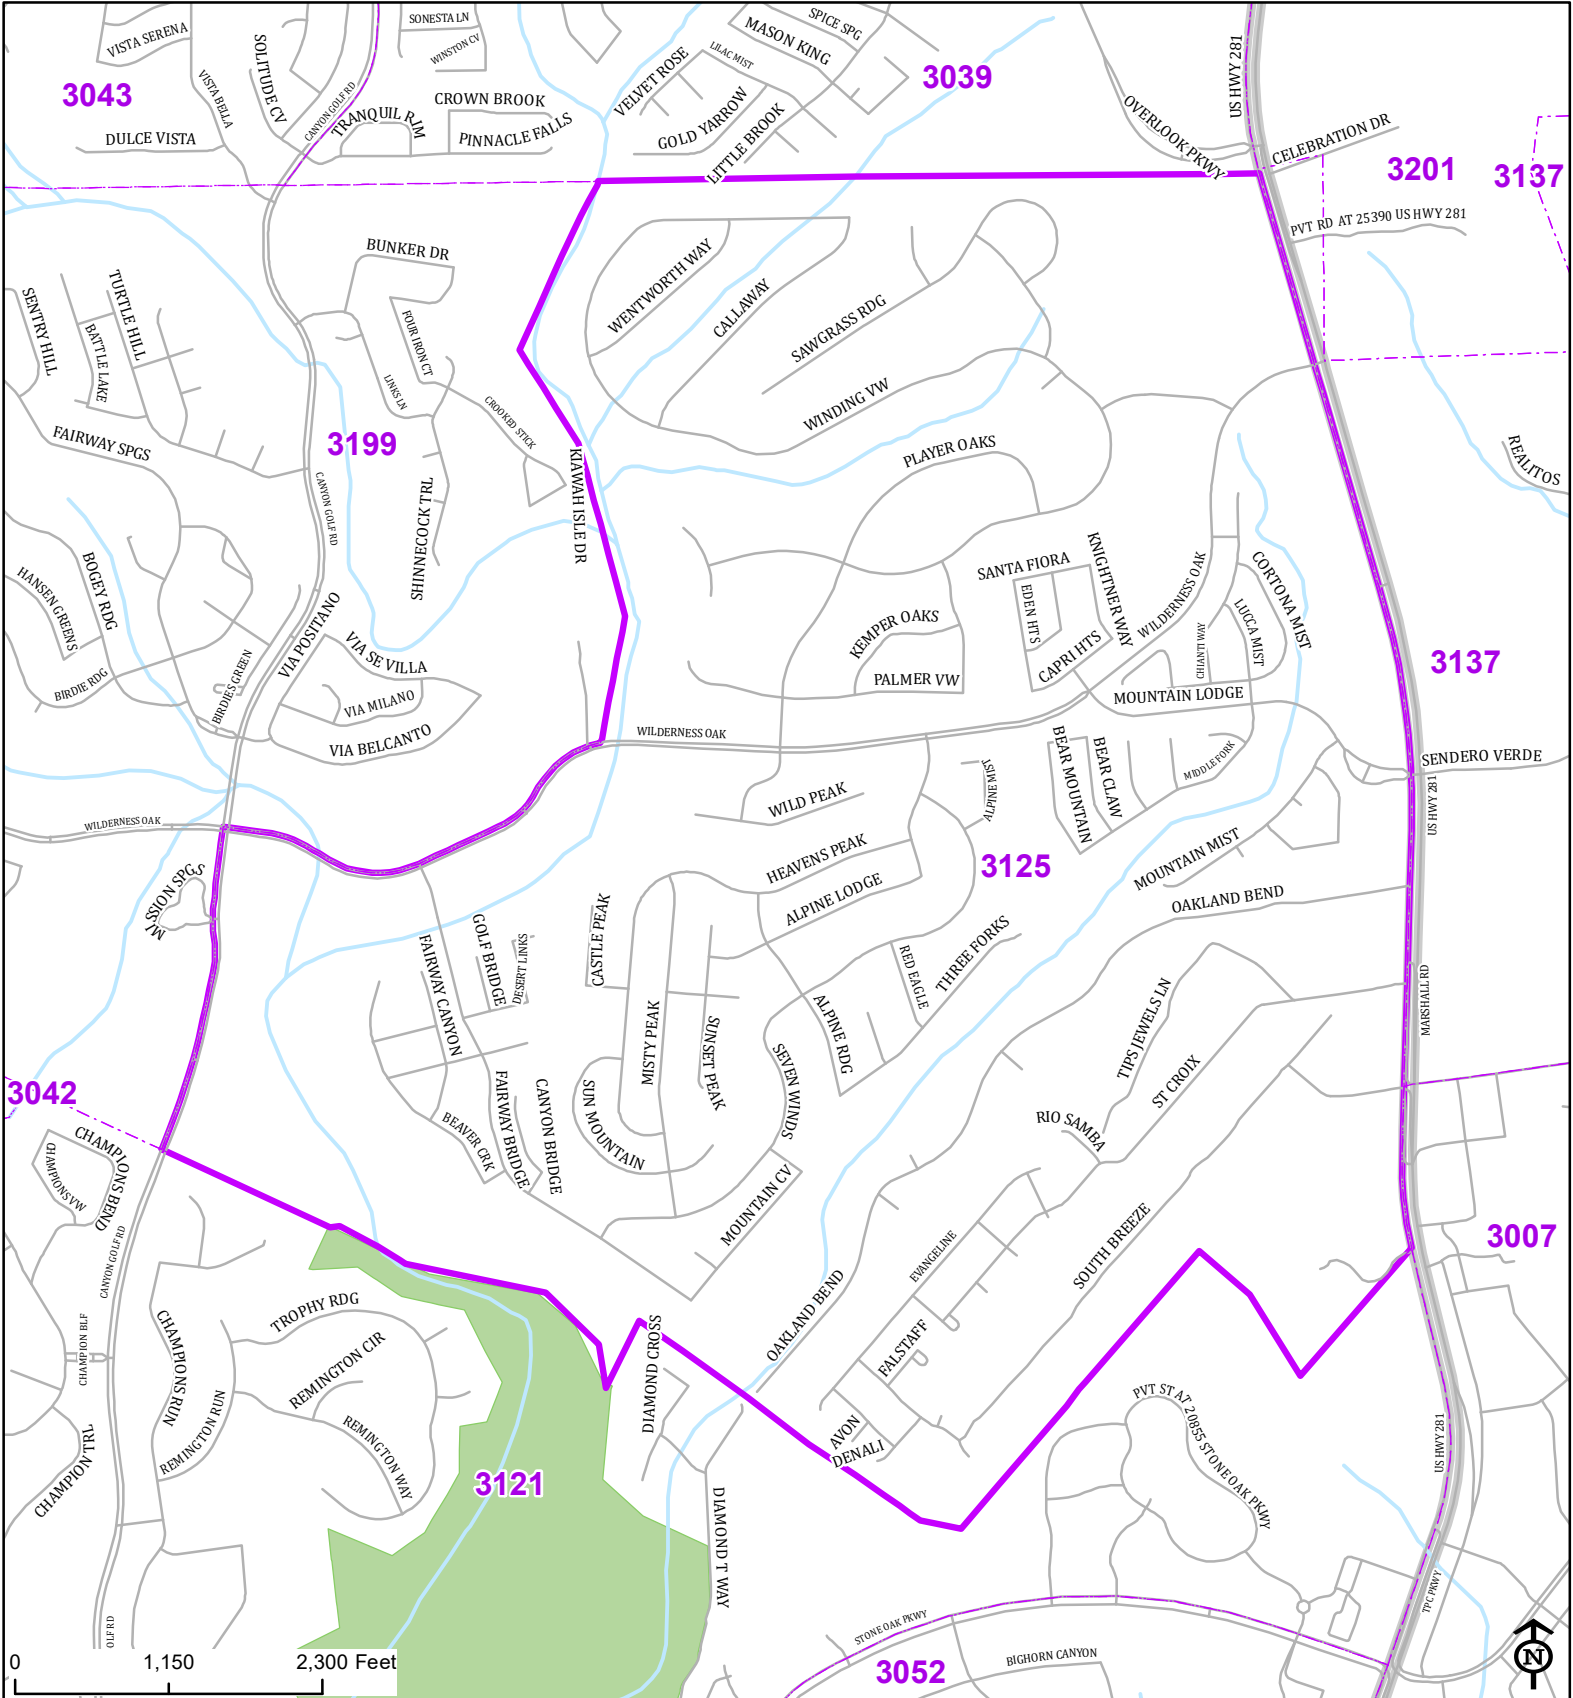 VISTA SERENA
SONESTA LN
WINSTON CV
SOLITUDE CV
VISTA BELLA
CANYON GOLF RD
3043
DULCE VISTA
TRANQUIL RIM
CROWN BROOK
PINNACLE FALLS
VELVET ROSE
LILAC MIST
MASON KING
SPICE SPG
GOLD YARROW
LITTLE BROOK
3039
US HWY 281
OVERLOOK PKWY
CELEBRATION DR
3201
3137
PVT RD AT 25390 US HWY 281
BUNKER DR
WENTWORTH WAY
CALLAWAY
SAWGRASS RDG
WINDING VW
SENTRY HILL
BATTLE LAKE
TURTLE HILL
FOUR IRON CT
LINKS LN
CROOKED STICK
FAIRWAY SPGS
3199
CANYON GOLF RD
SHINNECOCK TRL
KIAWAH ISLE DR
PLAYER OAKS
REALITOS
HANSEN GREENS
BOGEY RDG
BIRDIE RDG
BIRDIES GREEN
VIA POSITANO
VIA SE VILLA
VIA MILANO
VIA BELCANTO
SANTA FIORA
EDEN HTS
KNIGHTNER WAY
CAPRI HTS
WILDERNESS OAK
CORTONA MIST
LUCCA MIST
CHIANTI WAY
KEMPER OAKS
PALMER VW
MOUNTAIN LODGE
3137
WILDERNESS OAK
BEAR MOUNTAIN
BEAR CLAW
MIDDLE FORK
SENDERO VERDE
US HWY 281
WILDERNESS OAK
MISSION SPGS
WILD PEAK
ALPINE MIST
HEAVENS PEAK
ALPINE LODGE
3125
MOUNTAIN MIST
OAKLAND BEND
FAIRWAY CANYON
GOLF BRIDGE
DESERT LINKS
CASTLE PEAK
RED EAGLE
THREE FORKS
MISTY PEAK
SUNSET PEAK
SEVEN WINDS
ALPINE RDG
TIPS JEWELS LN
MARSHALL RD
3042
CHAMPIONS BEND
CHAMPIONS VW
BEAVER CRK
FAIRWAY BRIDGE
CANYON BRIDGE
SUN MOUNTAIN
MOUNTAIN CV
RIO SAMBA
ST CROIX
CANYON GOLF RD
EVANGELINE
SOUTH BREEZE
3007
CHAMPION BLF
CHAMPIONS RUN
TROPHY RDG
REMINGTON CIR
REMINGTON RUN
REMINGTON WAY
DIAMOND CROSS
OAKLAND BEND
FALSTAFF
AVON
DENALI
PVT ST AT 20855 STONE OAK PKWY
US HWY 281
CHAMPION TRL
3121
DIAMOND T WAY
OLF RD
STONE OAK PKWY
TPC PKWY
3052
BIGHORN CANYON
0
1,150
2,300 Feet
N